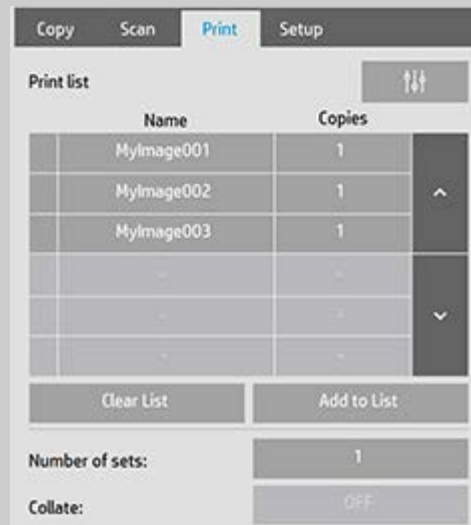 Copy Scan Print Setup
Print list
Name Copies
MyImage001 1
MyImage002 1
MyImage003 1
- -
- -
- -
Clear List Add to List
Number of sets: 1
Collate: OFF